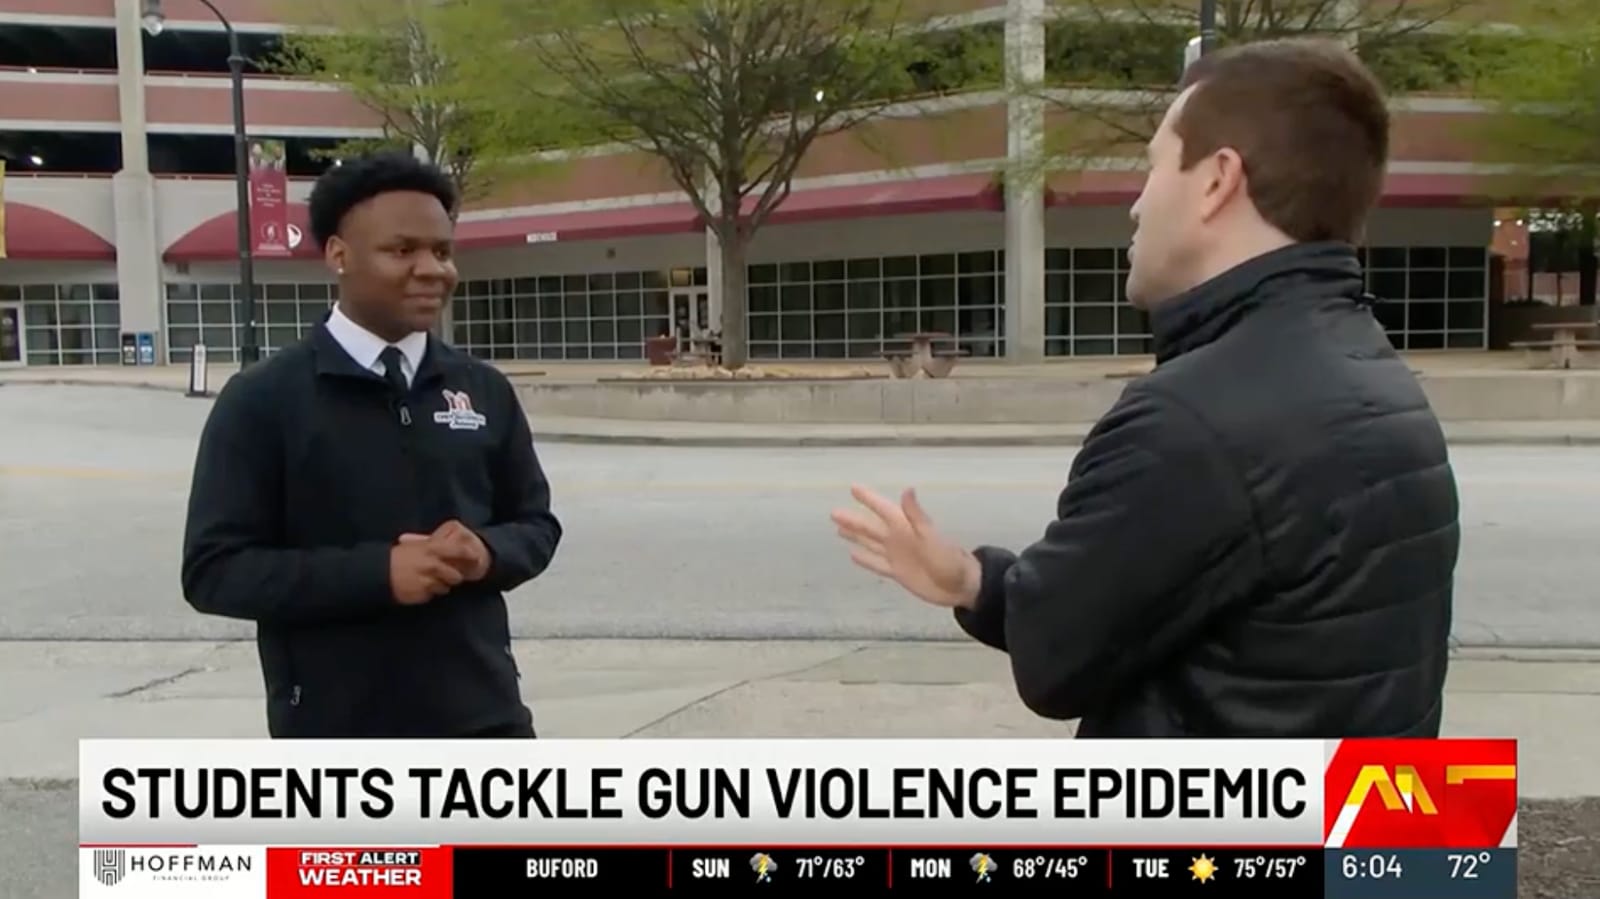 STUDENTS TACKLE GUN VIOLENCE EPIDEMIC
HOFFMAN
FINANCIAL GROUP
FIRST ALERT
WEATHER
BUFORD
SUN 71°/63°
MON 68°/45°
TUE 75°/57°
6:04 72°